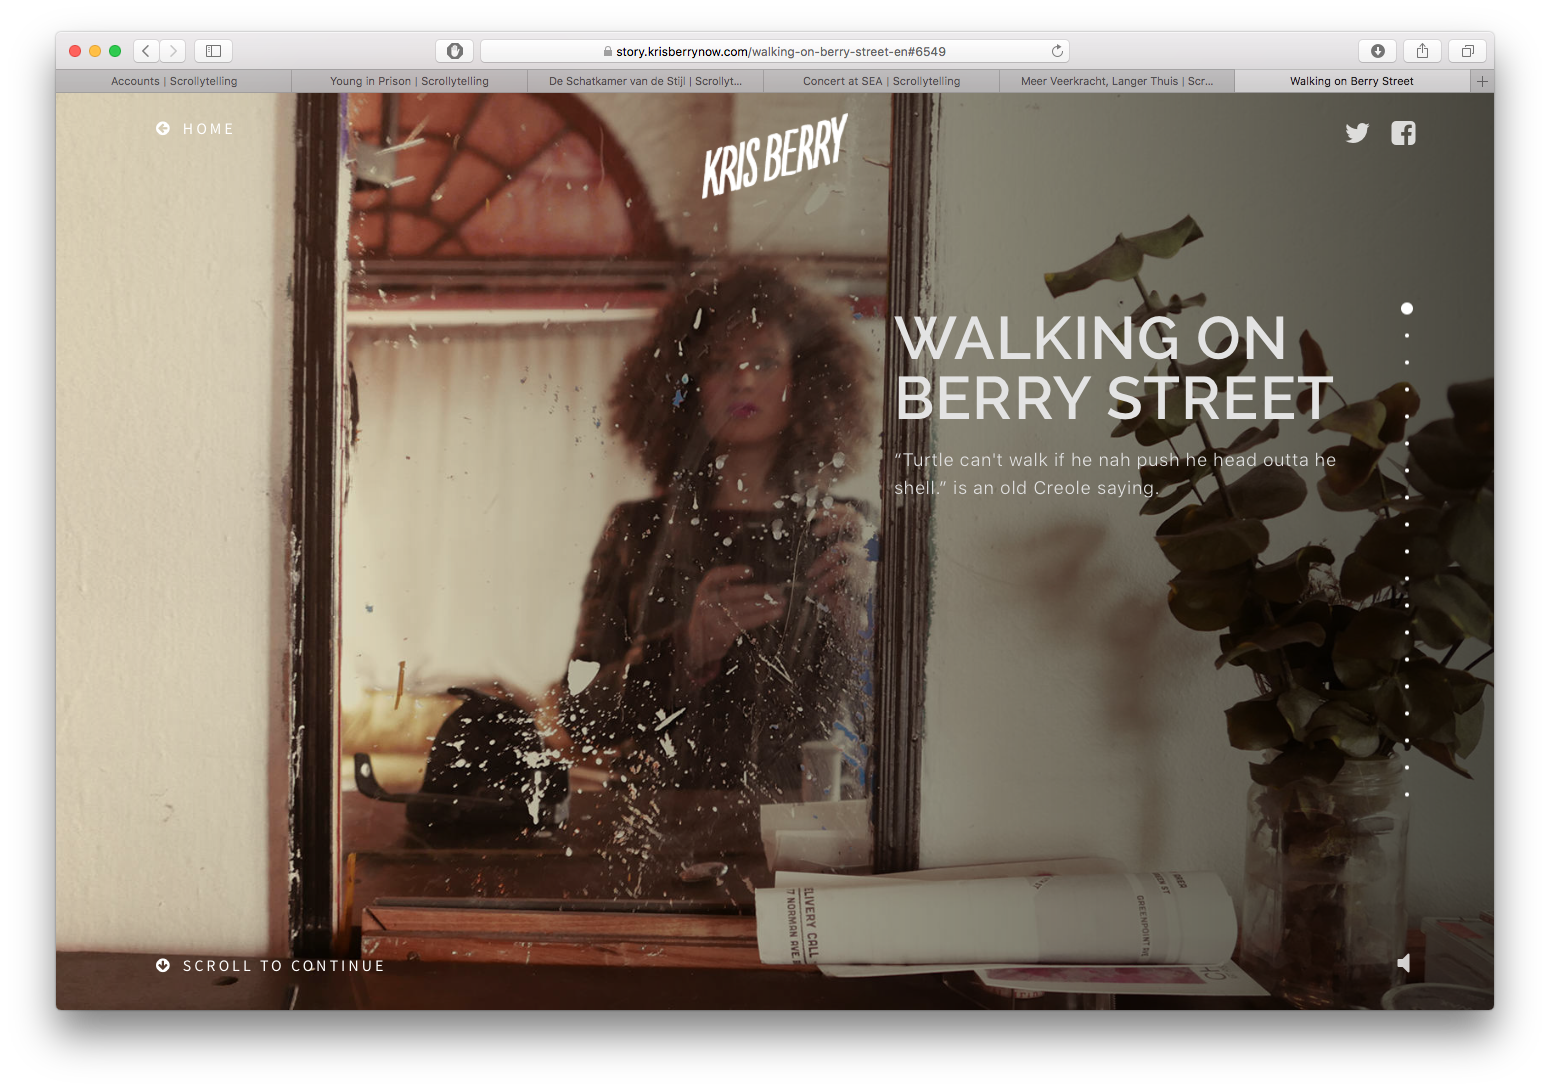 story.krisberrynow.com/walking-on-berry-street-en#6549
Accounts | Scrollytelling
Young in Prison | Scrollytelling
De Schatkamer van de Stijl | Scrollyt...
Concert at SEA | Scrollytelling
Meer Veerkracht, Langer Thuis | Scr...
Walking on Berry Street
HOME
KRIS BERRY
WALKING ON
BERRY STREET
“Turtle can't walk if he nah push he head outta he
shell.” is an old Creole saying.
ELIVERY CALL
7 NORMAN AVE.
GREENPOINT AVE
SCROLL TO CONTINUE